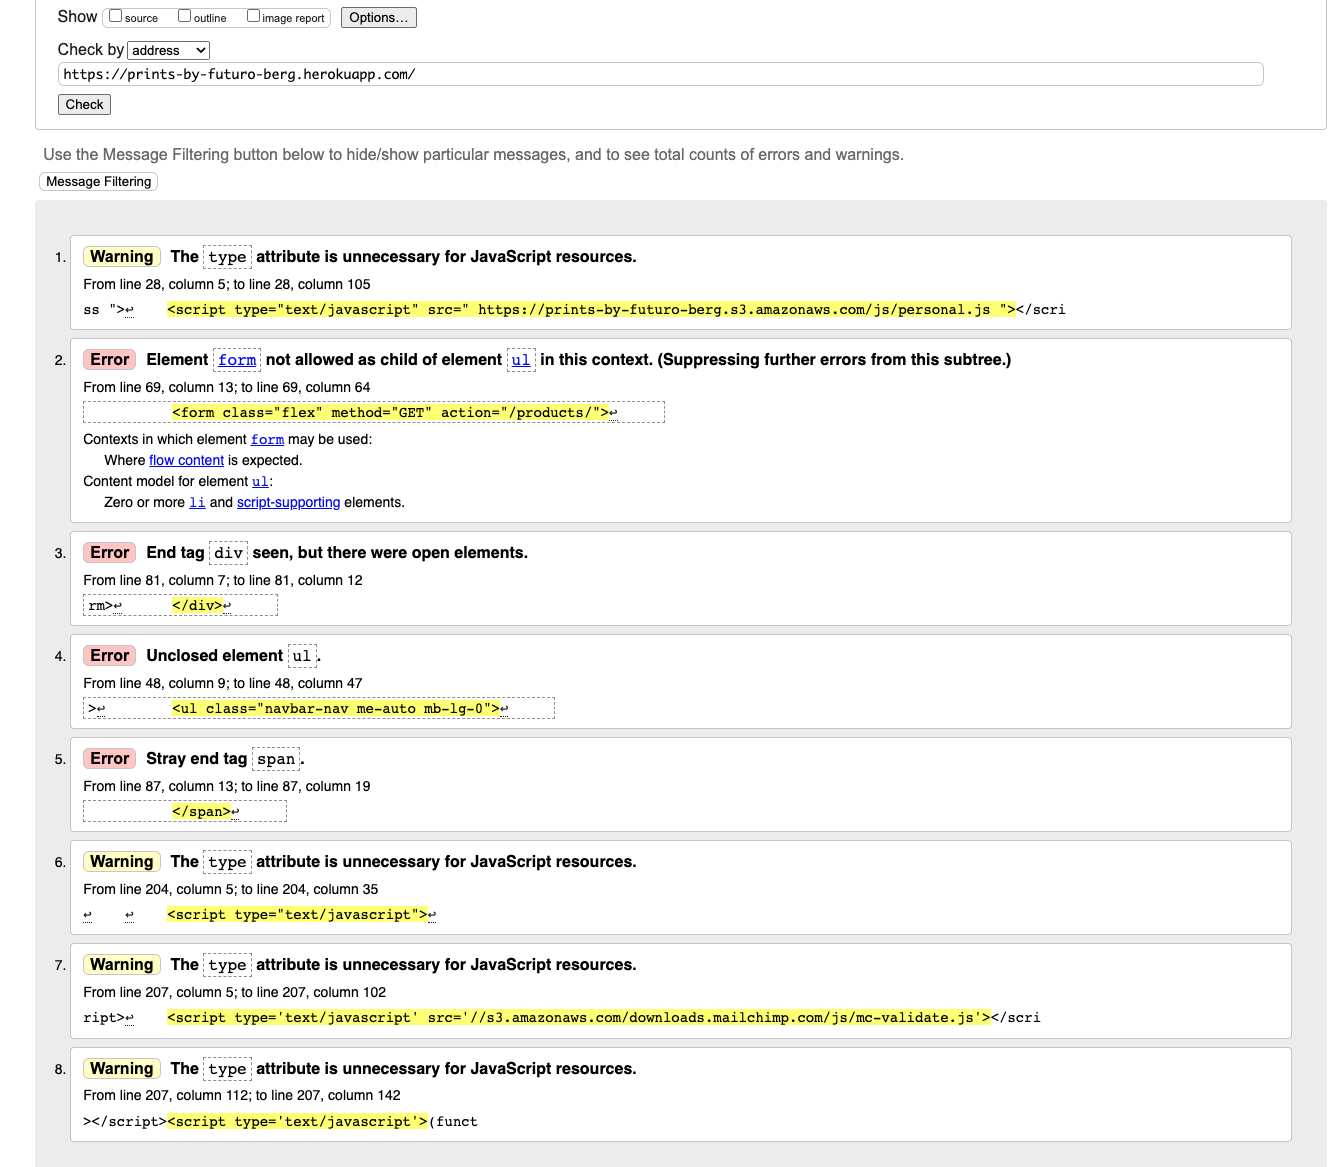 Show source outline image report Options...
Check by address
https://prints-by-futuro-berg.herokuapp.com/
Check
Use the Message Filtering button below to hide/show particular messages, and to see total counts of errors and warnings.
Message Filtering
1. Warning The type attribute is unnecessary for JavaScript resources.
From line 28, column 5; to line 28, column 105
ss ">↩ <script type="text/javascript" src=" https://prints-by-futuro-berg.s3.amazonaws.com/js/personal.js "></scri
2. Error Element form not allowed as child of element ul in this context. (Suppressing further errors from this subtree.)
From line 69, column 13; to line 69, column 64
<form class="flex" method="GET" action="/products/">↩
Contexts in which element form may be used:
Where flow content is expected.
Content model for element ul:
Zero or more li and script-supporting elements.
3. Error End tag div seen, but there were open elements.
From line 81, column 7; to line 81, column 12
rm>↩ </div>↩
4. Error Unclosed element ul.
From line 48, column 9; to line 48, column 47
>↩ <ul class="navbar-nav me-auto mb-lg-0">↩
5. Error Stray end tag span.
From line 87, column 13; to line 87, column 19
</span>↩
6. Warning The type attribute is unnecessary for JavaScript resources.
From line 204, column 5; to line 204, column 35
↩ ↩ <script type="text/javascript">↩
7. Warning The type attribute is unnecessary for JavaScript resources.
From line 207, column 5; to line 207, column 102
ript>↩ <script type='text/javascript' src='//s3.amazonaws.com/downloads.mailchimp.com/js/mc-validate.js'></scri
8. Warning The type attribute is unnecessary for JavaScript resources.
From line 207, column 112; to line 207, column 142
></script><script type='text/javascript'>(funct